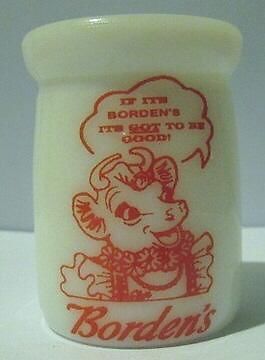 IF ITS
BORDEN'S
ITS GOT TO BE
GOOD!
Borden's